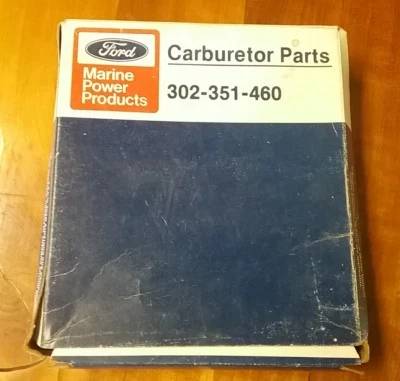 Ford
Marine
Power
Products
Carburetor Parts
302-351-460